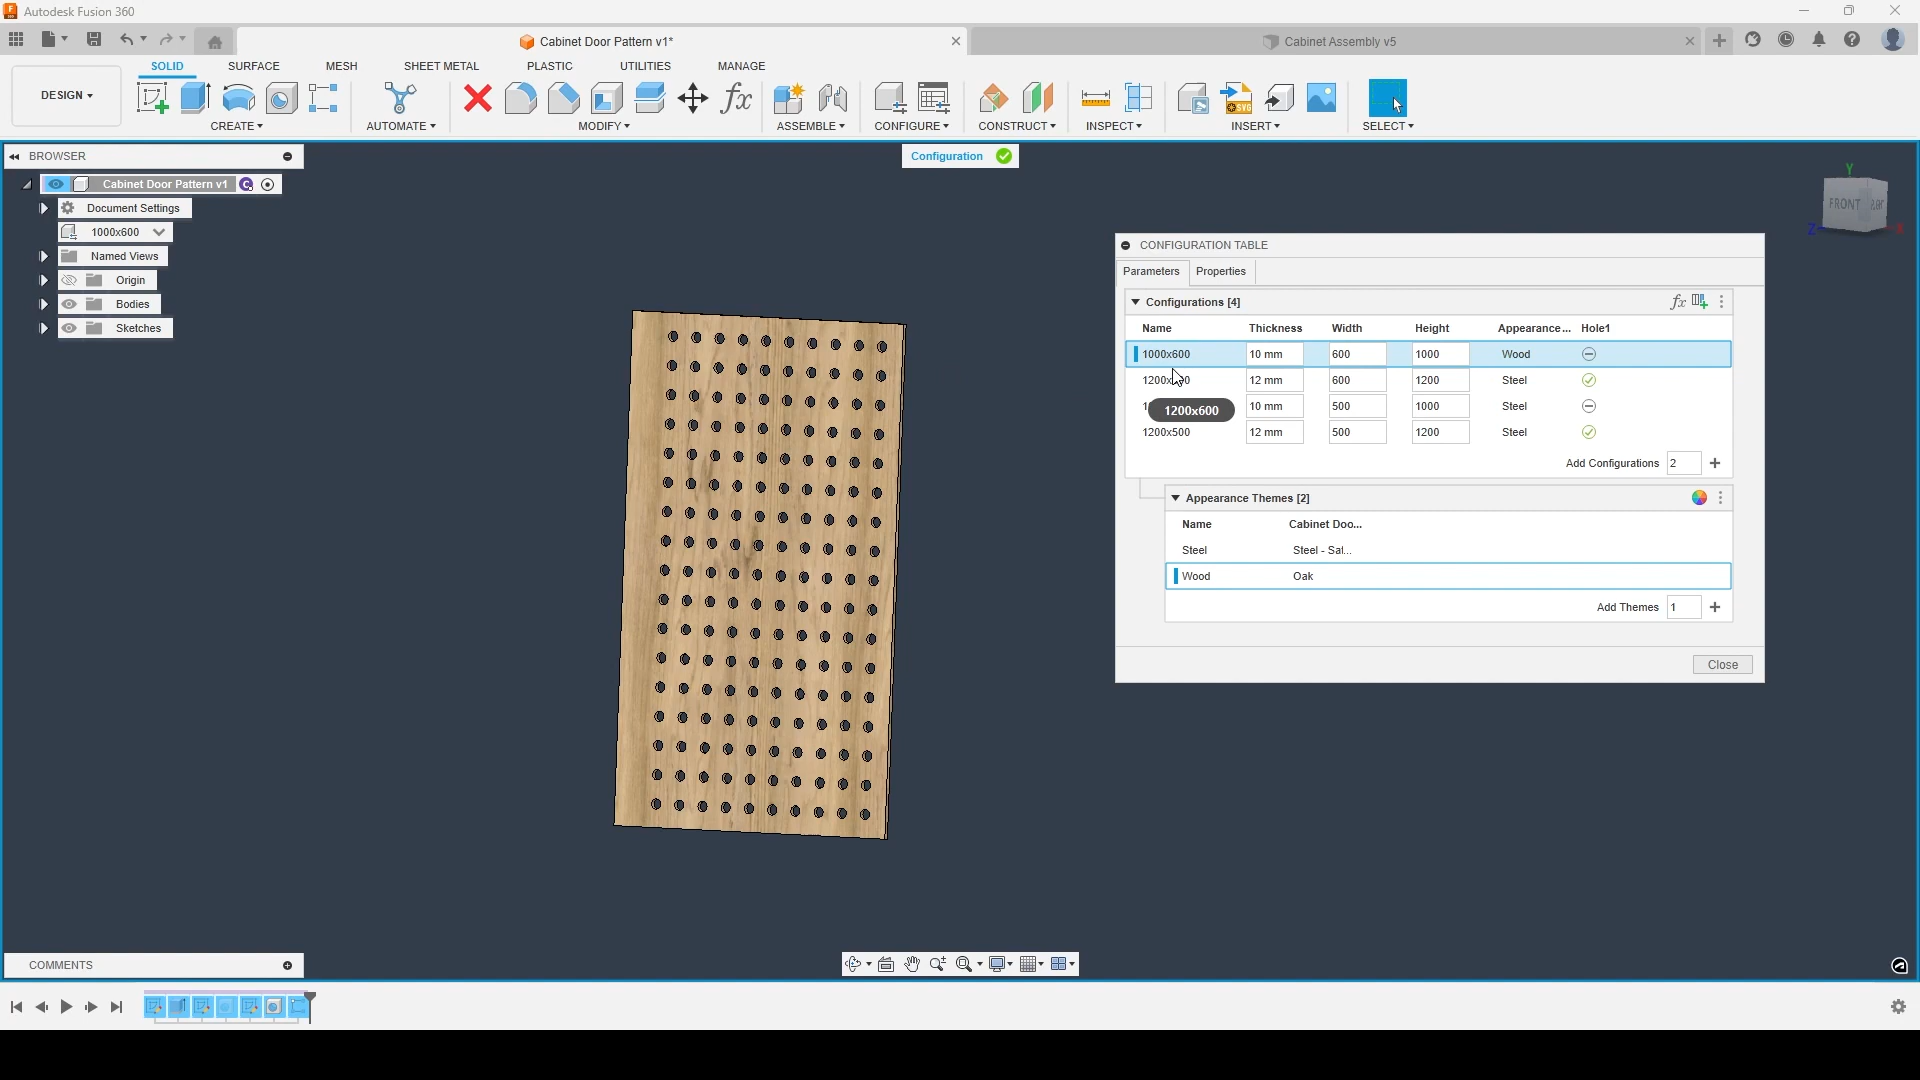 Autodesk Fusion 360
Cabinet Door Pattern v1*
Cabinet Assembly v5
SOLID SURFACE MESH SHEET METAL PLASTIC UTILITIES MANAGE
DESIGN
CREATE AUTOMATE MODIFY ASSEMBLE CONFIGURE CONSTRUCT INSPECT INSERT SELECT
BROWSER
Configuration
Cabinet Door Pattern v1
Document Settings
1000x600
Named Views
Origin
Bodies
Sketches
Y
FRONT
Z
CONFIGURATION TABLE
Parameters Properties
Configurations [4]
Name Thickness Width Height Appearance... Hole1
1000x600 10 mm 600 1000 Wood
12 mm 600 1200 Steel
10 mm 500 1000 Steel
1200x600
1200x500 12 mm 500 1200 Steel
Add Configurations 2
Appearance Themes [2]
Name Cabinet Doo...
Steel Steel - Sat...
Wood Oak
Add Themes 1
Close
COMMENTS